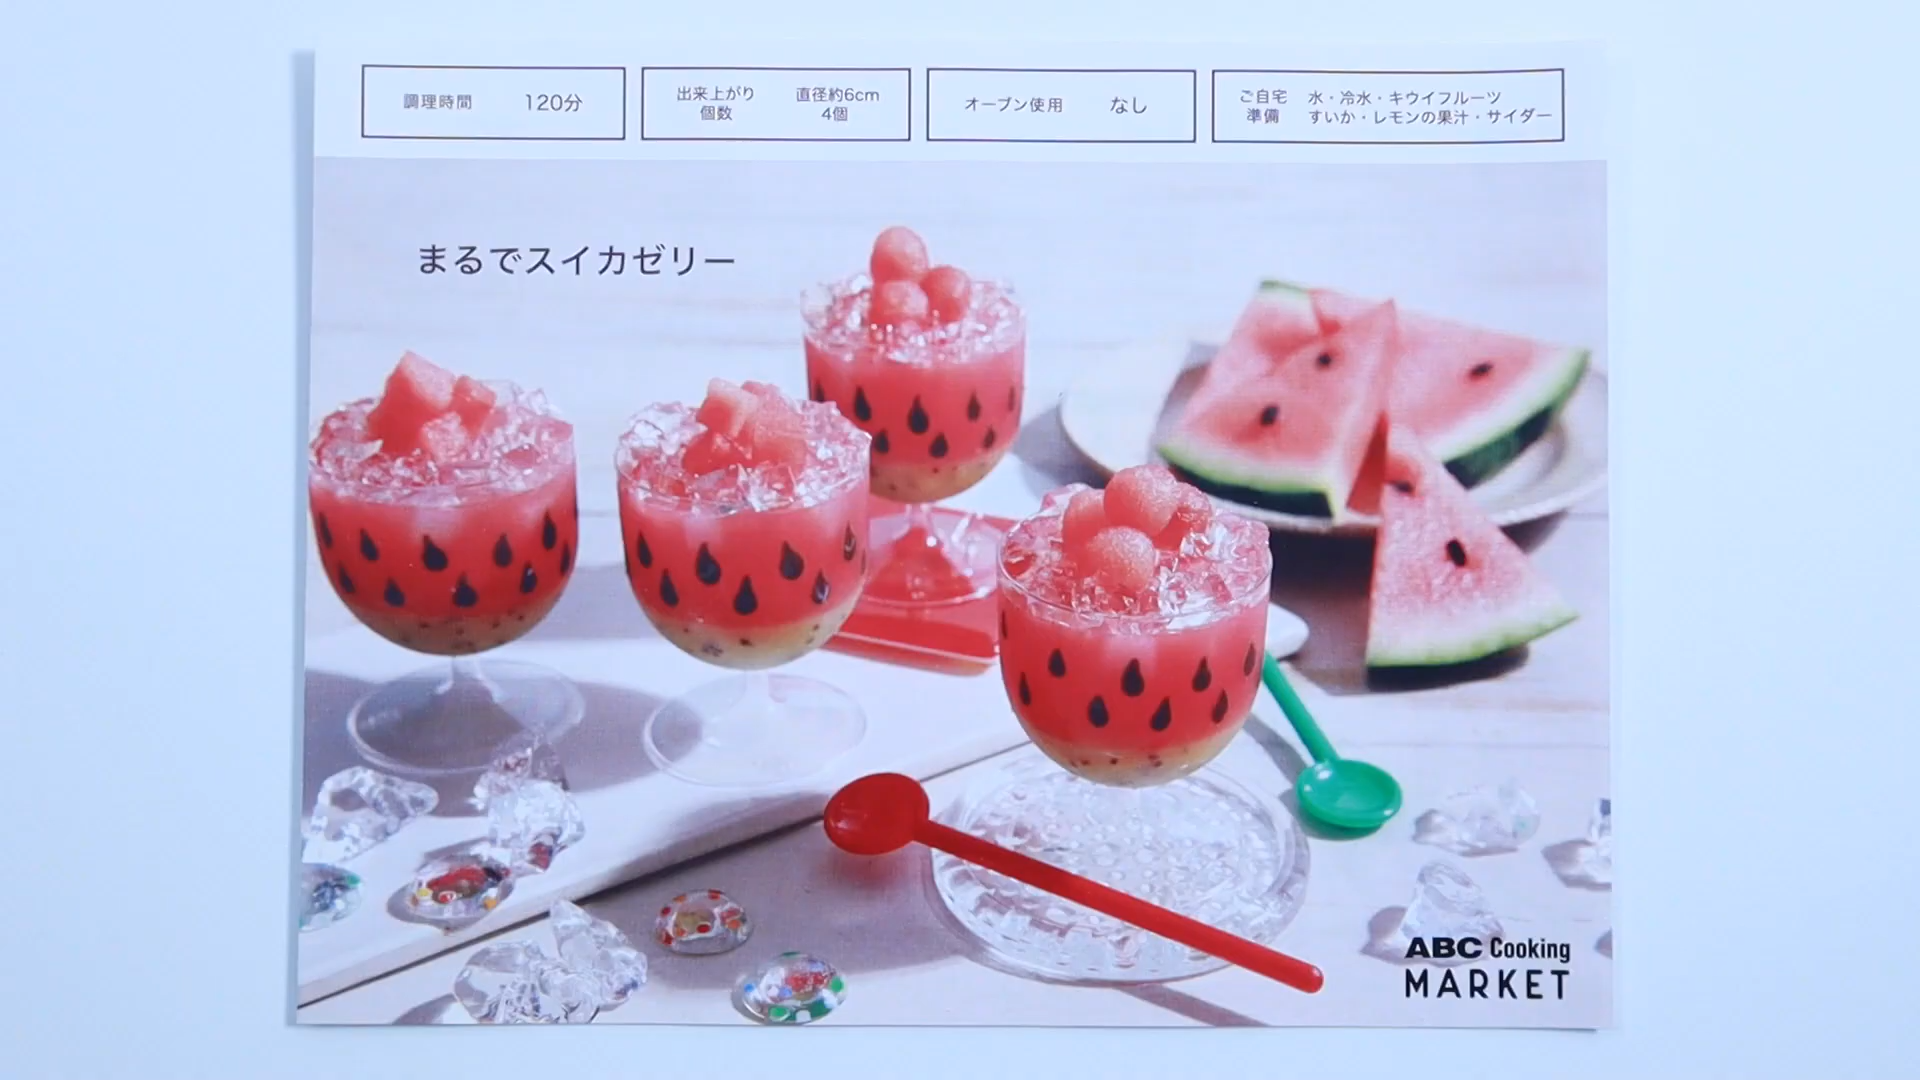 調理時間 120分
出来上がり 個数 直径約6cm 4個
オーブン使用 なし
ご自宅 準備 水・冷水・キウイフルーツ
すいか・レモンの果汁・サイダー
まるでスイカゼリー
ABC Cooking
MARKET